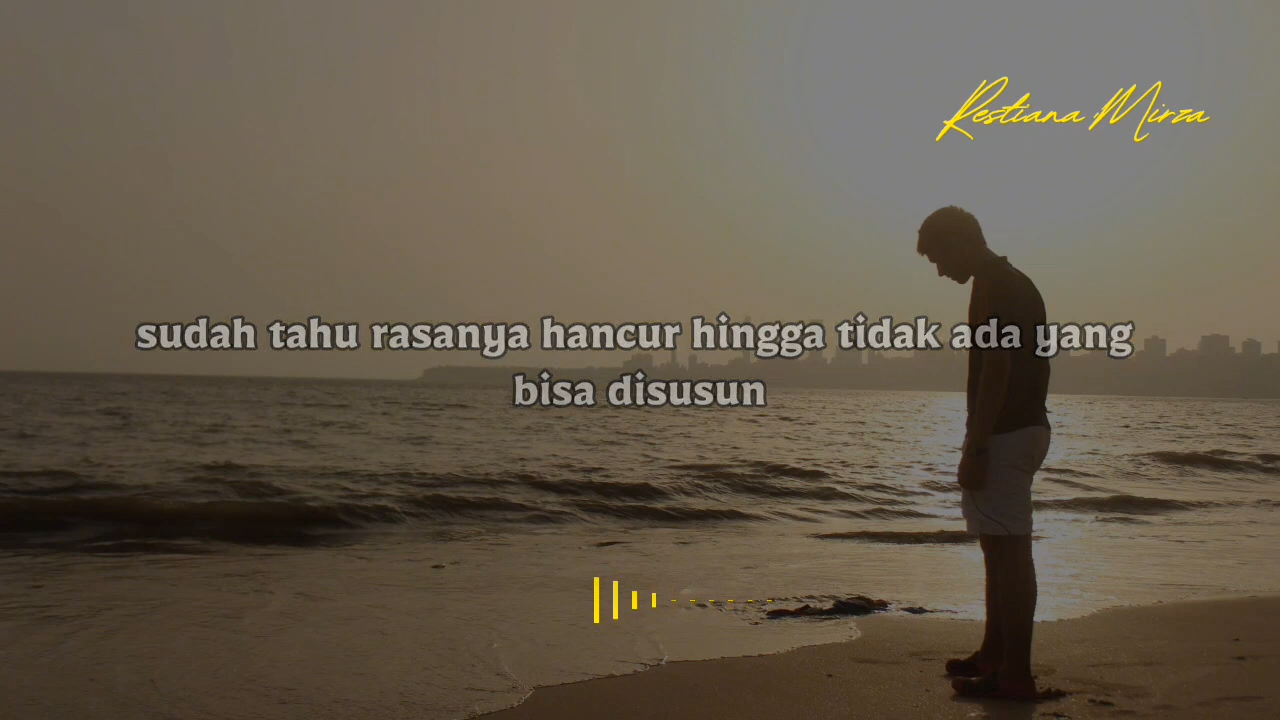 Restiana Mirza
sudah tahu rasanya hancur hingga tidak ada yang
bisa disusun